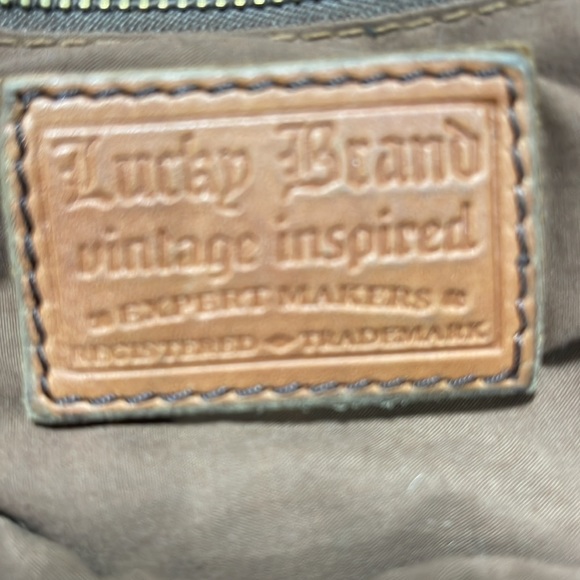 Lucky Brand
vintage inspired
EXPERT MAKERS
REGISTERED TRADEMARK